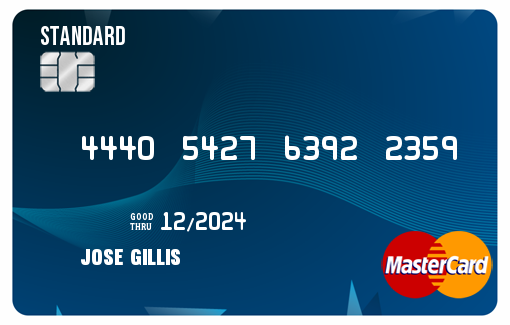 STANDARD
4440 5427 6392 2359
GOOD
THRU 12/2024
JOSE GILLIS
MasterCard